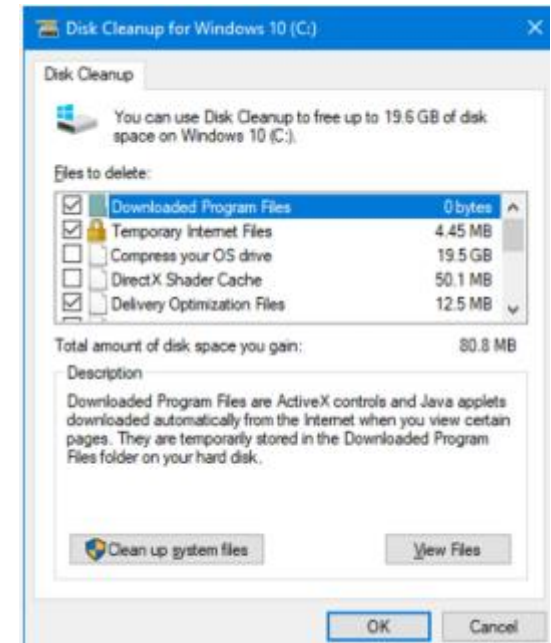 Disk Cleanup for Windows 10 (C:)
Disk Cleanup
You can use Disk Cleanup to free up to 19.6 GB of disk
space on Windows 10 (C:).
Files to delete:
Downloaded Program Files 0 bytes
Temporary Internet Files 4.45 MB
Compress your OS drive 19.5 GB
DirectX Shader Cache 50.1 MB
Delivery Optimization Files 12.5 MB
Total amount of disk space you gain: 80.8 MB
Description
Downloaded Program Files are ActiveX controls and Java applets
downloaded automatically from the Internet when you view certain
pages. They are temporarily stored in the Downloaded Program
Files folder on your hard disk.
Clean up system files View Files
OK Cancel